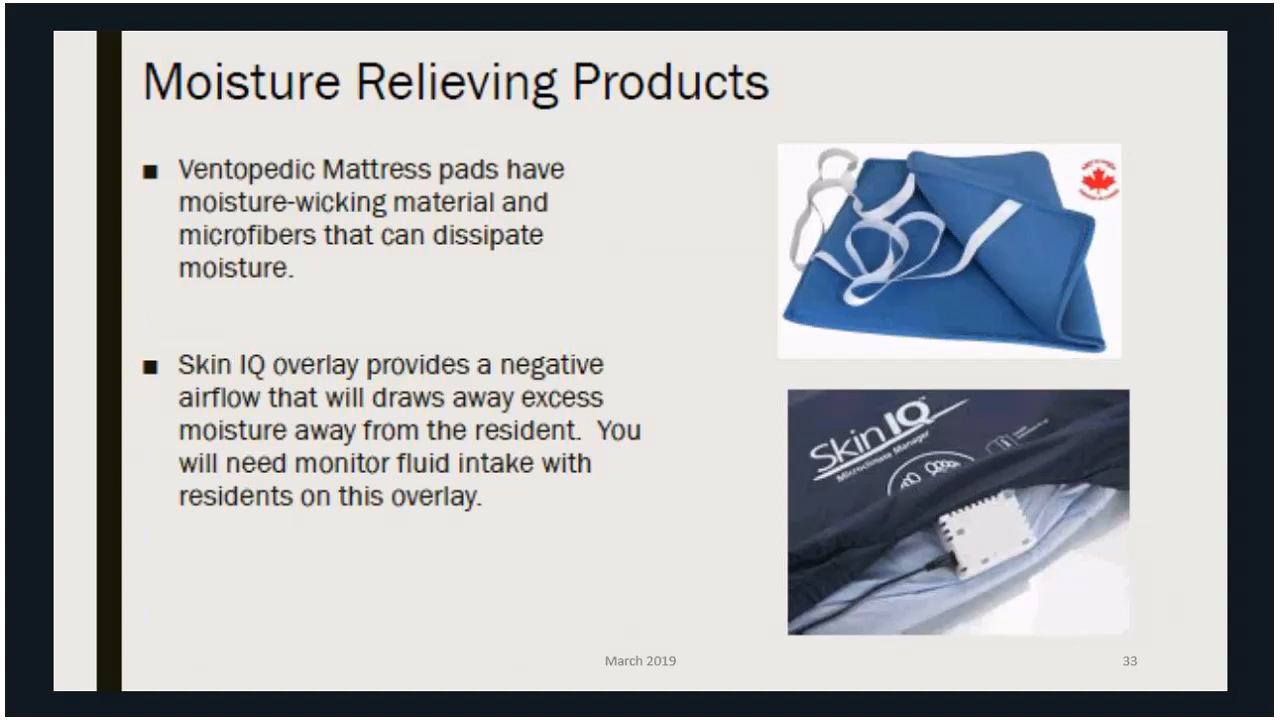 Moisture Relieving Products
■ Ventopedic Mattress pads have
moisture-wicking material and
microfibers that can dissipate
moisture.
■ Skin IQ overlay provides a negative
airflow that will draws away excess
moisture away from the resident.  You
will need monitor fluid intake with
residents on this overlay.
Skin IQ
Microclimate Manager
March 2019
33